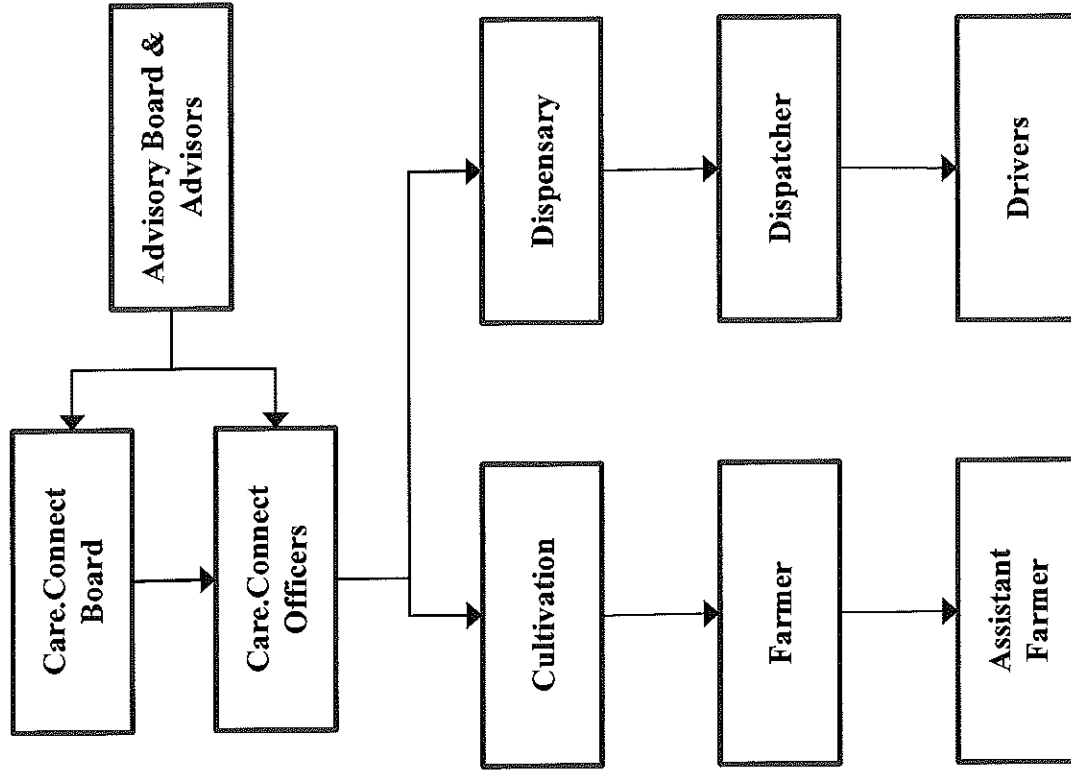 Care.Connect
Board
Advisory Board &
Advisors
Care.Connect
Officers
Cultivation
Dispensary
Farmer
Dispatcher
Assistant
Farmer
Drivers